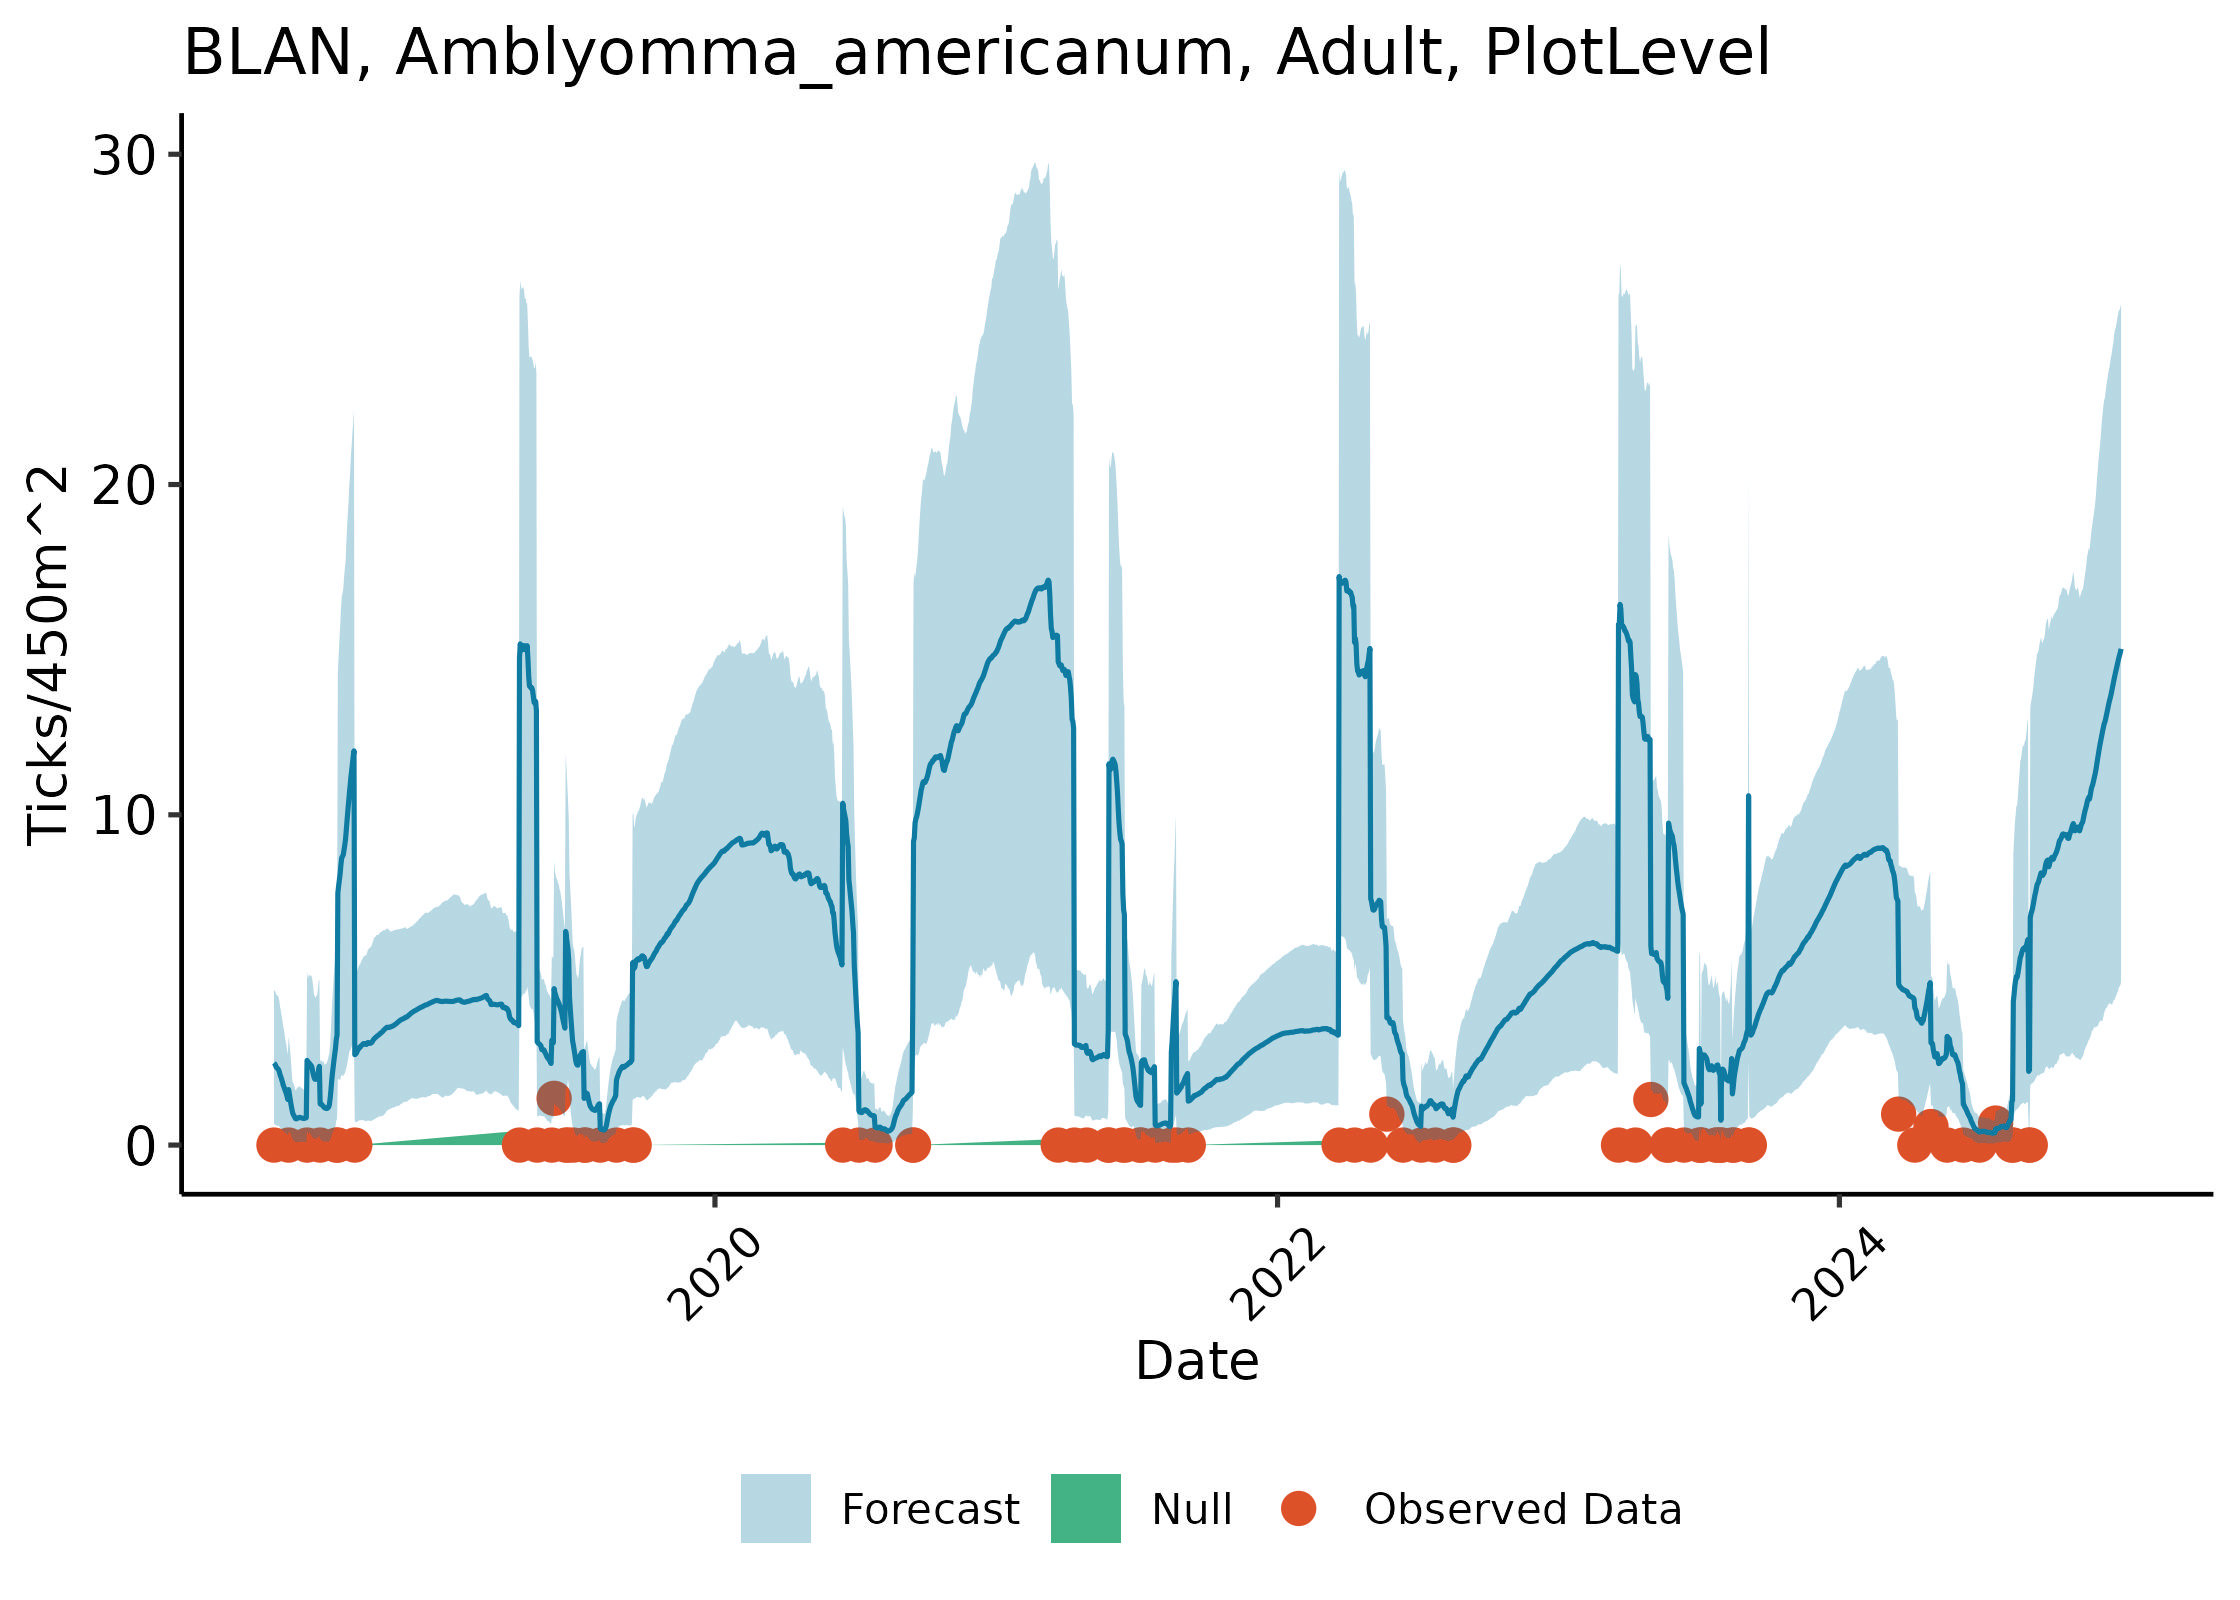 BLAN, Amblyomma_americanum, Adult, PlotLevel
Ticks/450m^2
30
20
10
0
2020
2022
2024
Date
Forecast
Null
Observed Data